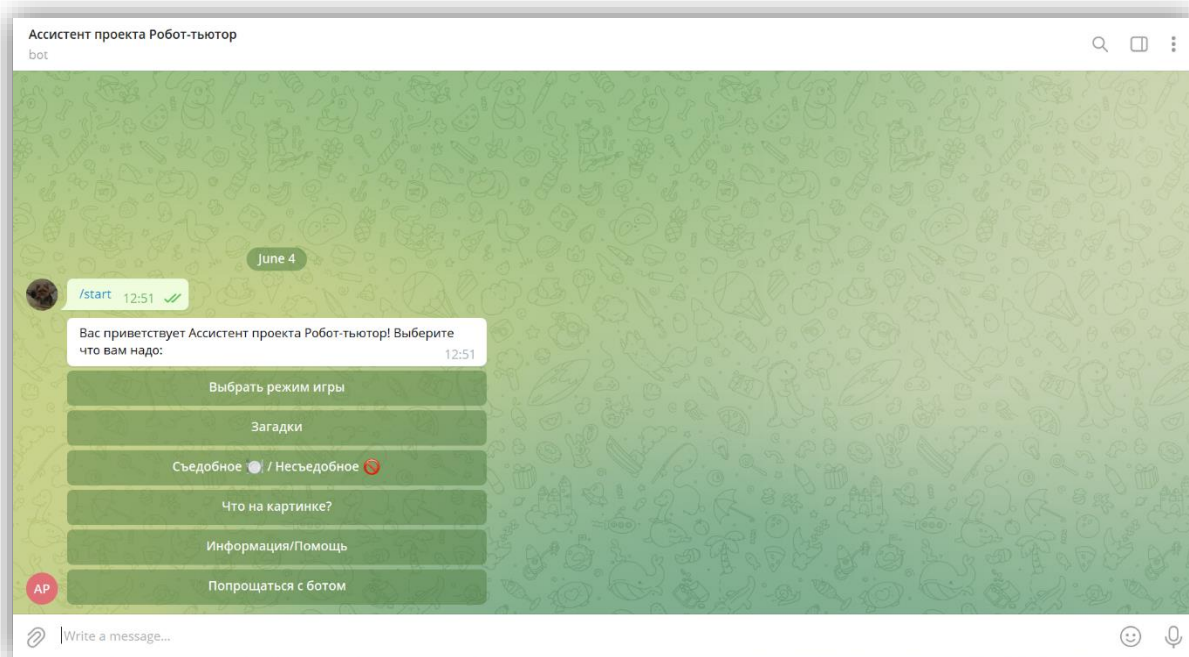 Ассистент проекта Робот-тьютор
bot
June 4
/start 12:51
Вас приветствует Ассистент проекта Робот-тьютор! Выберите
что вам надо: 12:51
Выбрать режим игры
Загадки
Съедобное 🍽 / Несъедобное 🚫
Что на картинке?
Информация/Помощь
Попрощаться с ботом
АР
Write a message...